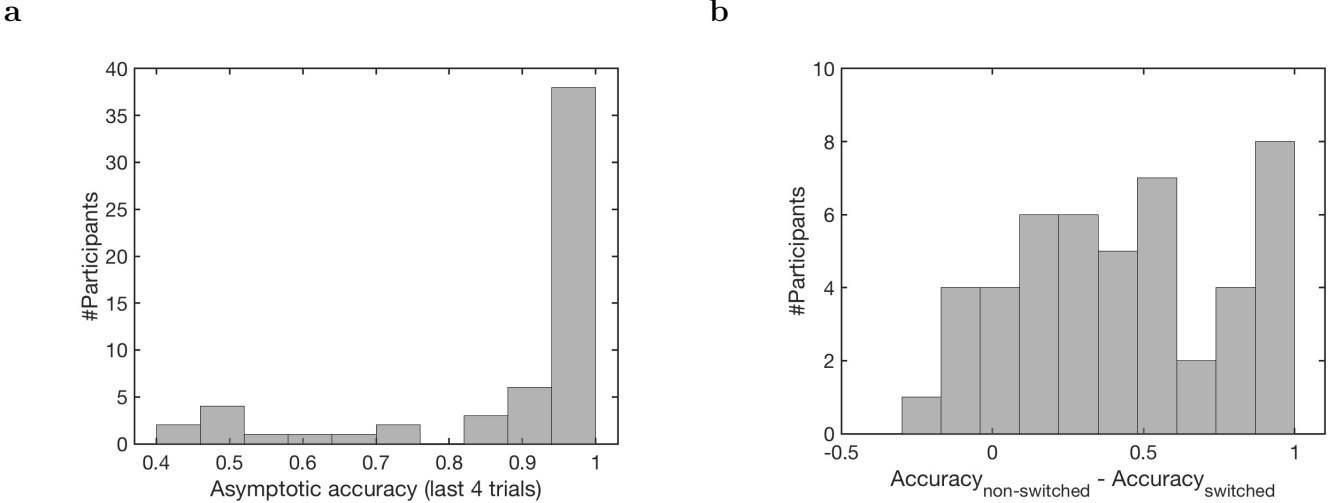 a
b
40
35
30
25
20
15
10
5
0
#Participants
0.4 0.5 0.6 0.7 0.8 0.9 1
Asymptotic accuracy (last 4 trials)
10
8
6
4
2
0
#Participants
-0.5 0 0.5 1
Accuracynon-switched - Accuracyswitched